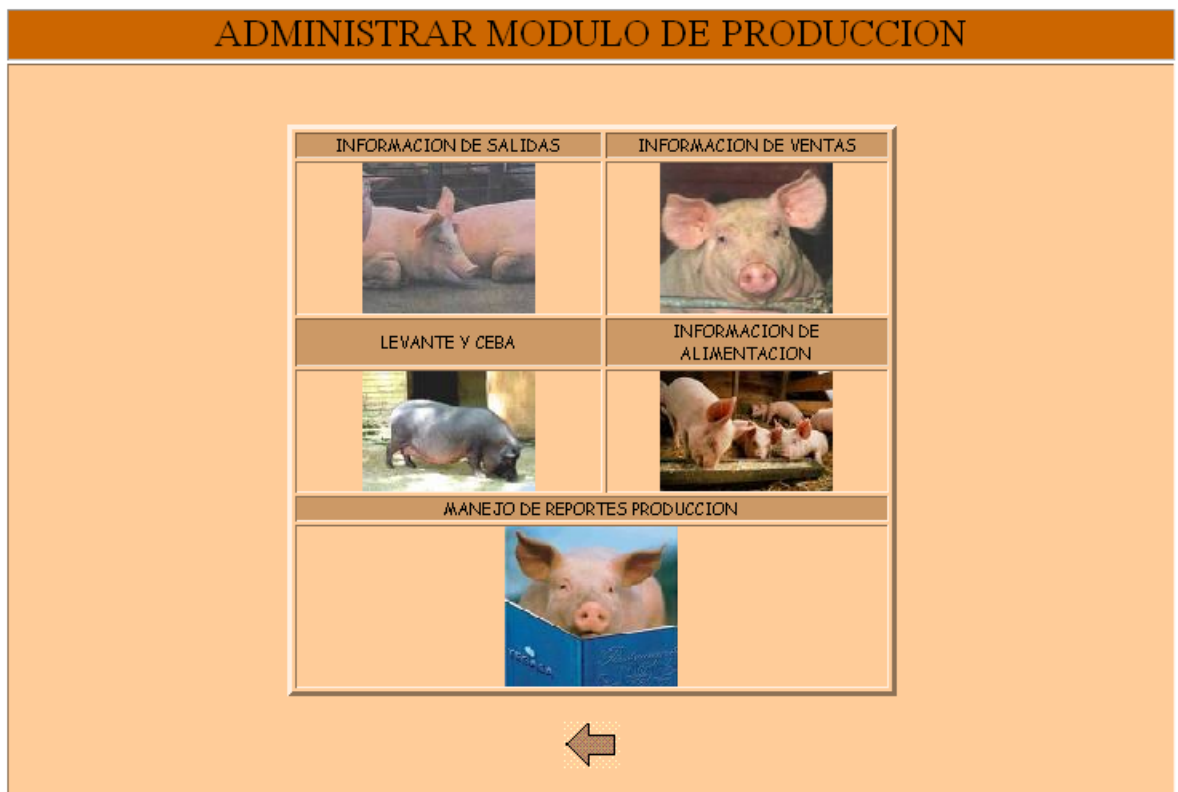 ADMINISTRAR MODULO DE PRODUCCION
INFORMACION DE SALIDAS
INFORMACION DE VENTAS
LEVANTE Y CEBA
INFORMACION DE
ALIMENTACION
MANEJO DE REPORTES PRODUCCION